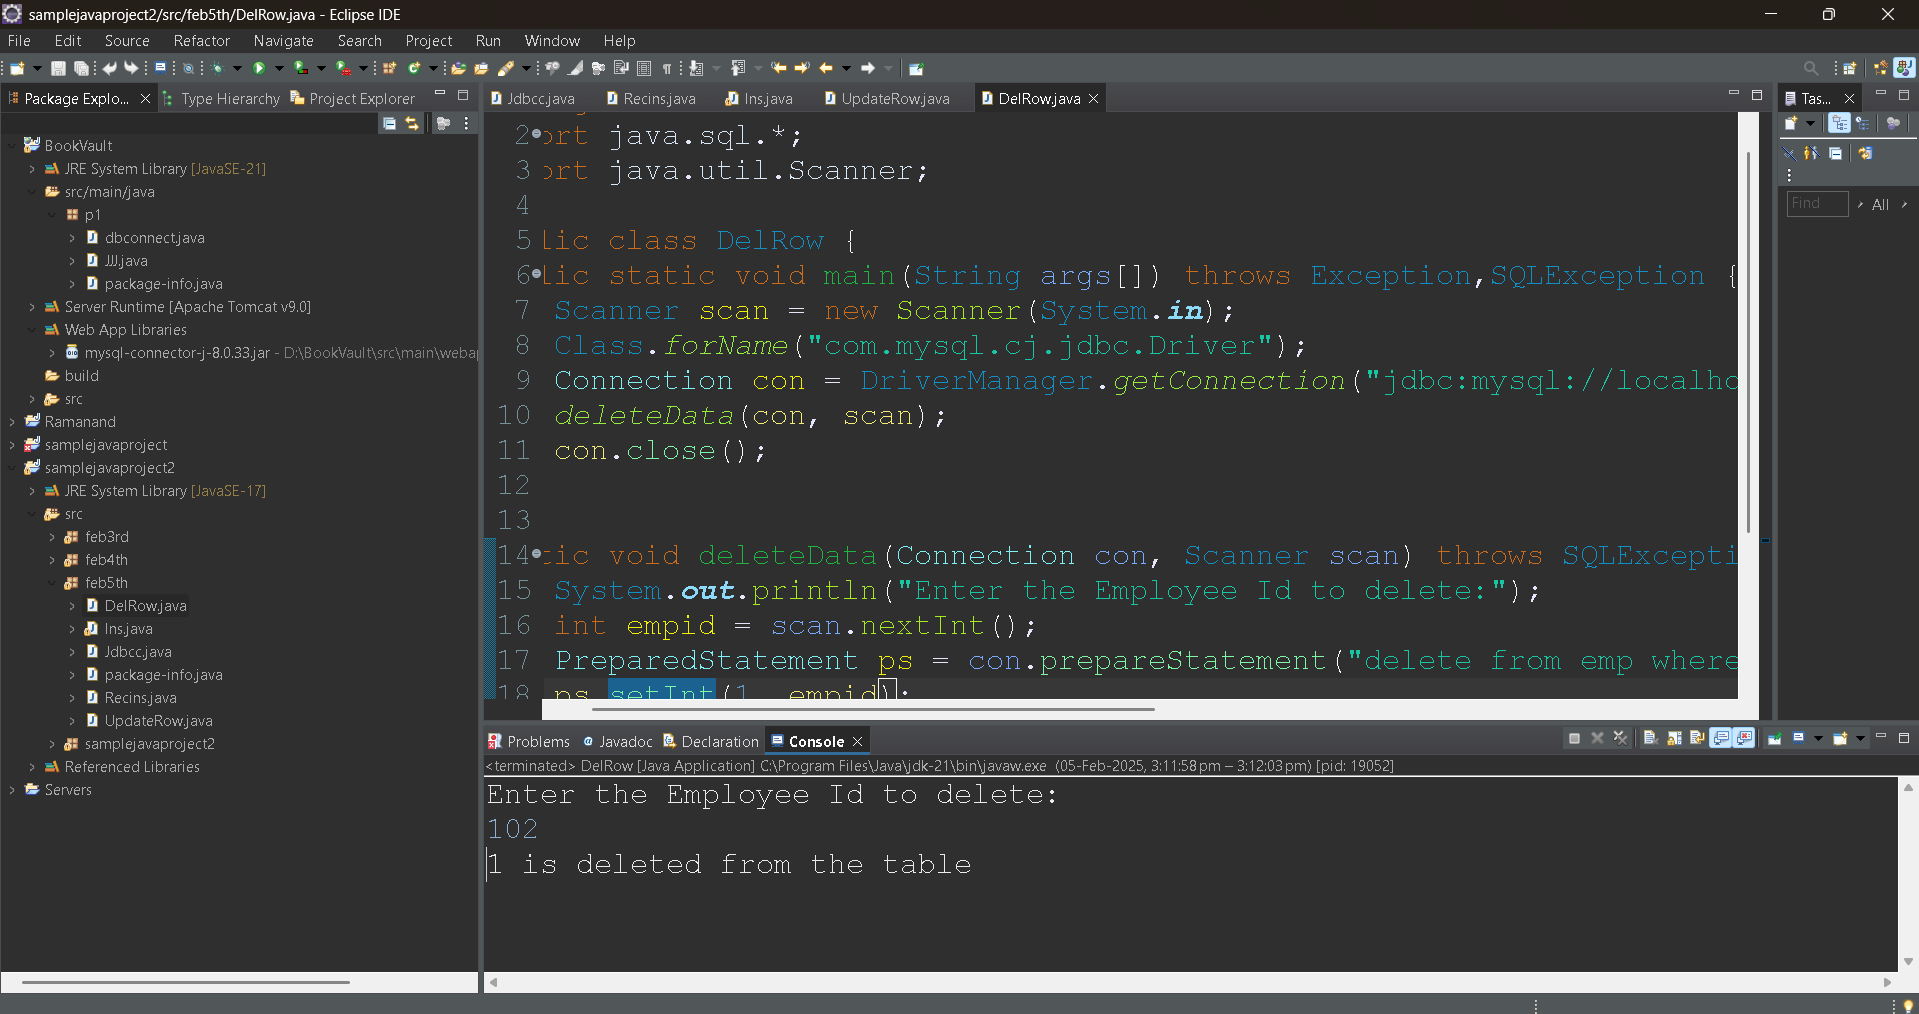 samplejavaproject2/src/feb5th/DelRow.java - Eclipse IDE
File Edit Source Refactor Navigate Search Project Run Window Help
Package Explo... Type Hierarchy Project Explorer
BookVault
JRE System Library [JavaSE-21]
src/main/java
p1
dbconnect.java
JJJ.java
package-info.java
Server Runtime [Apache Tomcat v9.0]
Web App Libraries
mysql-connector-j-8.0.33.jar - D:\BookVault\src\main\weba
build
src
Ramanand
samplejavaproject
samplejavaproject2
JRE System Library [JavaSE-17]
src
feb3rd
feb4th
feb5th
DelRow.java
Ins.java
Jdbcc.java
package-info.java
Recins.java
UpdateRow.java
samplejavaproject2
Referenced Libraries
Servers
Jdbcc.java Recins.java Ins.java UpdateRow.java DelRow.java
2 ort java.sql.*;
3 ort java.util.Scanner;
4
5 lic class DelRow {
6 lic static void main(String args[]) throws Exception,SQLException {
7 Scanner scan = new Scanner(System.in);
8 Class.forName("com.mysql.cj.jdbc.Driver");
9 Connection con = DriverManager.getConnection("jdbc:mysql://localho
10 deleteData(con, scan);
11 con.close();
12
13
14 tic void deleteData(Connection con, Scanner scan) throws SQLExcepti
15 System.out.println("Enter the Employee Id to delete:");
16 int empid = scan.nextInt();
17 PreparedStatement ps = con.prepareStatement("delete from emp where
18 ps.setInt(1, empid);
Tas...
Find All
Problems Javadoc Declaration Console
<terminated> DelRow [Java Application] C:\Program Files\Java\jdk-21\bin\javaw.exe (05-Feb-2025, 3:11:58 pm – 3:12:03 pm) [pid: 19052]
Enter the Employee Id to delete:
102
1 is deleted from the table